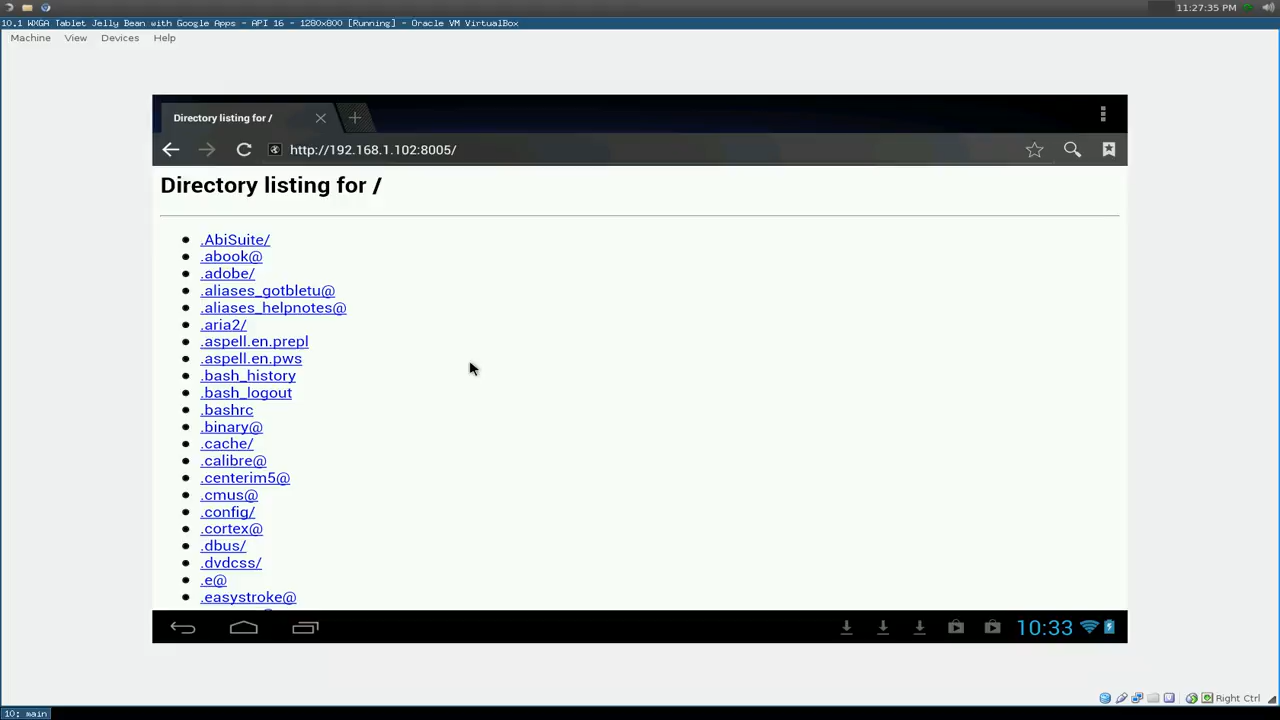 11:27:35 PM
10,1 WXGA Tablet Jelly Bean with Google Apps - API 16 - 1280x800 [Running] - Oracle VM VirtualBox
Machine View Devices Help
Directory listing for /
http://192.168.1.102:8005/
Directory listing for /
.AbiSuite/
.abook@
.adobe/
.aliases_gotbletu@
.aliases_helpnotes@
.aria2/
.aspell.en.prepl
.aspell.en.pws
.bash_history
.bash_logout
.bashrc
.binary@
.cache/
.calibre@
.centerim5@
.cmus@
.config/
.cortex@
.dbus/
.dvdcss/
.e@
.easystroke@
10:33
Right Ctrl
10: main